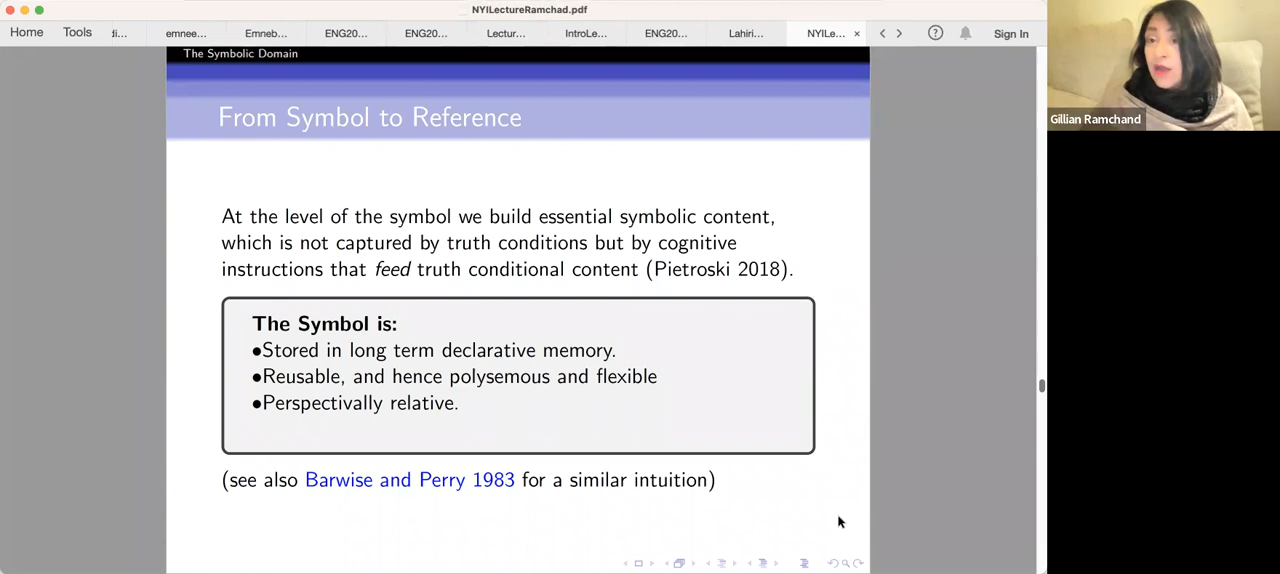 NYILectureRamchad.pdf
Home Tools di... emnee... Emneb... ENG20... ENG20... Lectur... IntroLe... ENG20... Lahiri... NYILe... × ? Sign In
The Symbolic Domain
From Symbol to Reference
At the level of the symbol we build essential symbolic content,
which is not captured by truth conditions but by cognitive
instructions that feed truth conditional content (Pietroski 2018).
The Symbol is:
•Stored in long term declarative memory.
•Reusable, and hence polysemous and flexible
•Perspectivally relative.
(see also Barwise and Perry 1983 for a similar intuition)
Gillian Ramchand